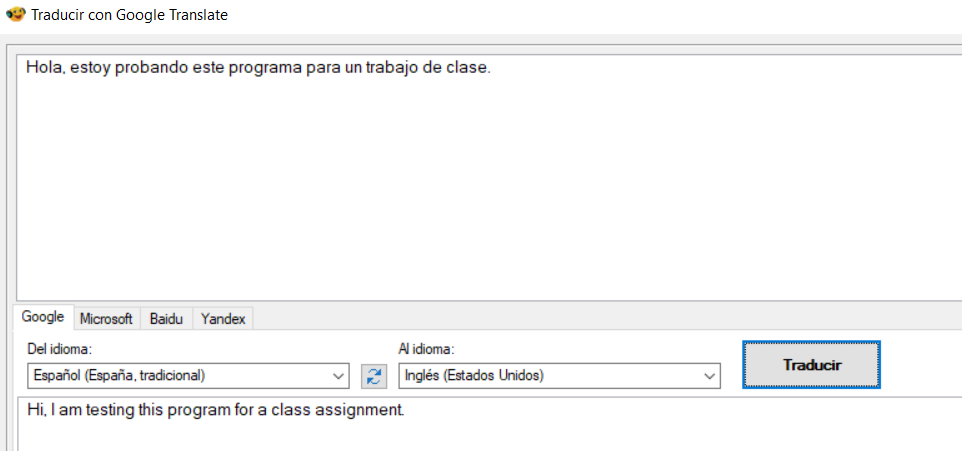 Traducir con Google Translate
Hola, estoy probando este programa para un trabajo de clase.
Google Microsoft Baidu Yandex
Del idioma: Al idioma:
Español (España, tradicional) Inglés (Estados Unidos) Traducir
Hi, I am testing this program for a class assignment.